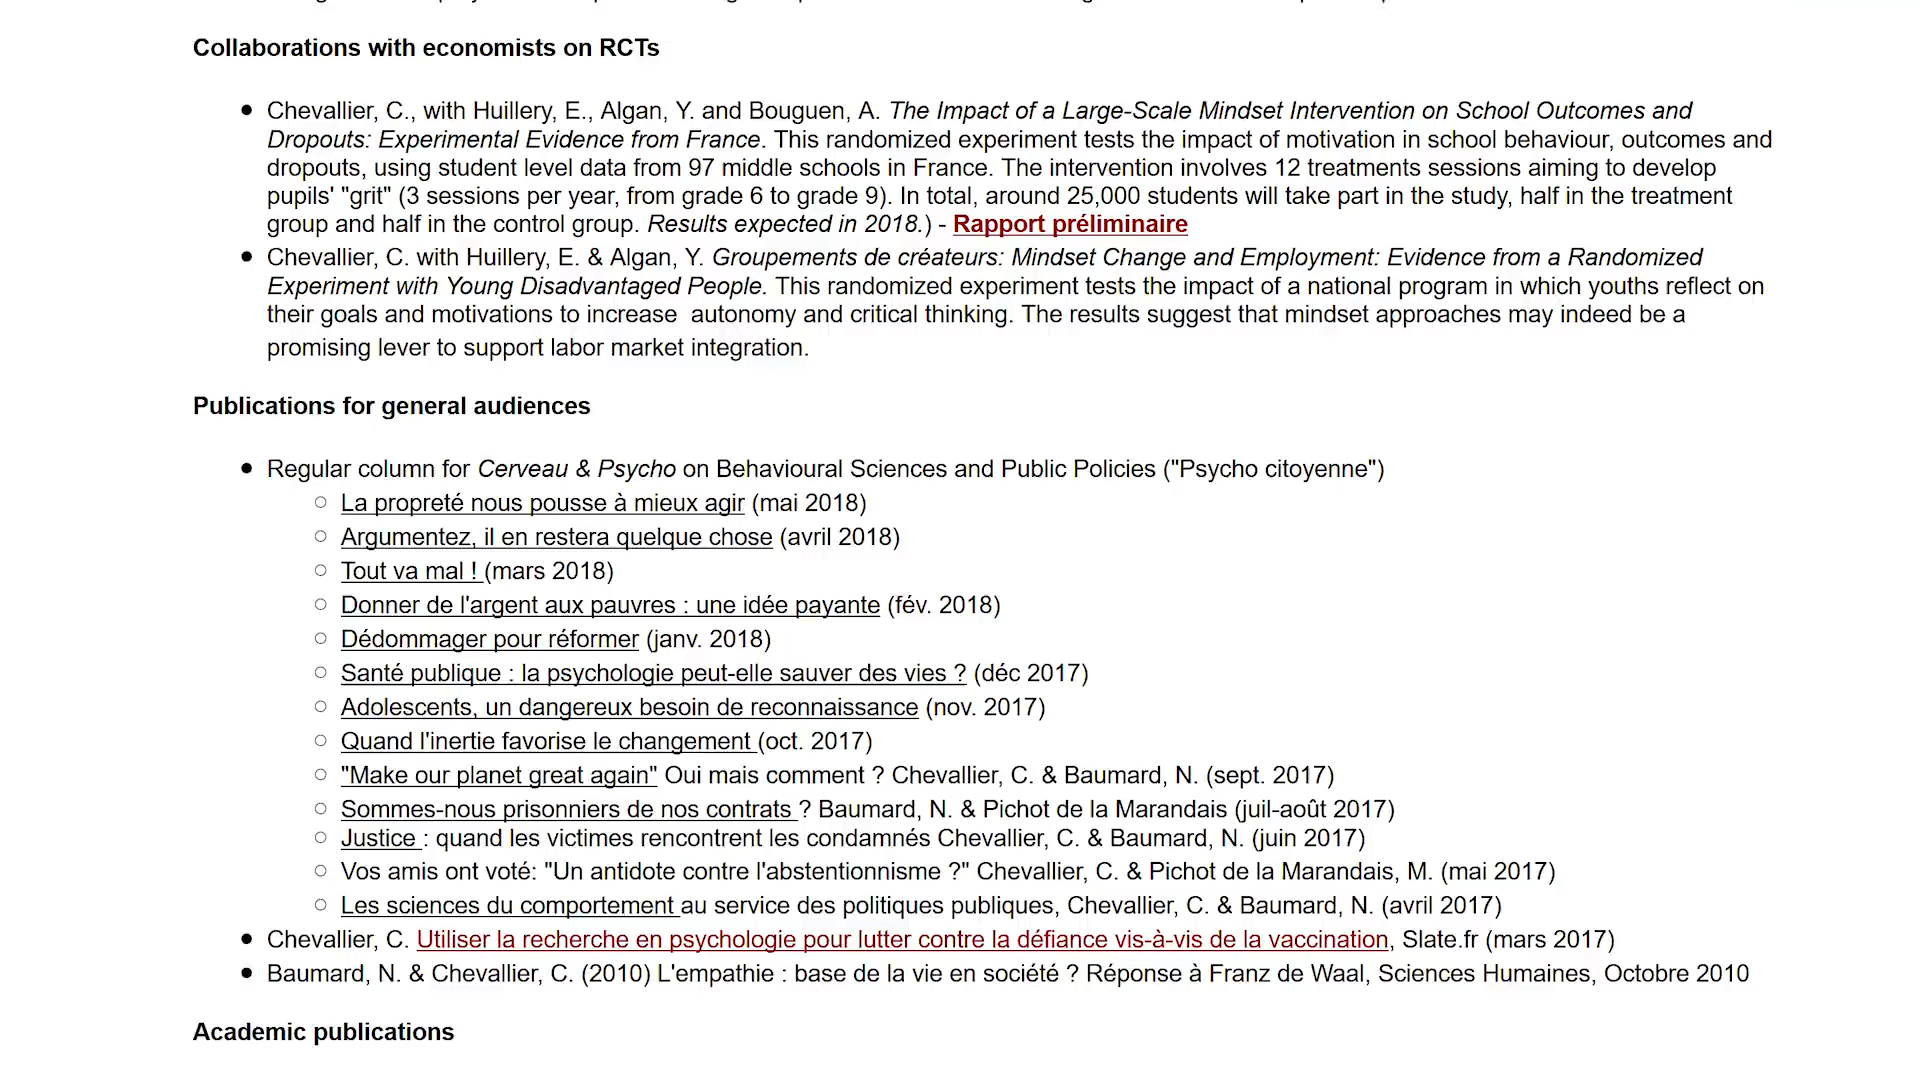 Collaborations with economists on RCTs
Chevallier, C., with Huillery, E., Algan, Y. and Bouguen, A. The Impact of a Large-Scale Mindset Intervention on School Outcomes and
Dropouts: Experimental Evidence from France. This randomized experiment tests the impact of motivation in school behaviour, outcomes and
dropouts, using student level data from 97 middle schools in France. The intervention involves 12 treatments sessions aiming to develop
pupils' "grit" (3 sessions per year, from grade 6 to grade 9). In total, around 25,000 students will take part in the study, half in the treatment
group and half in the control group. Results expected in 2018.) - Rapport préliminaire
Chevallier, C. with Huillery, E. & Algan, Y. Groupements de créateurs: Mindset Change and Employment: Evidence from a Randomized
Experiment with Young Disadvantaged People. This randomized experiment tests the impact of a national program in which youths reflect on
their goals and motivations to increase  autonomy and critical thinking. The results suggest that mindset approaches may indeed be a
promising lever to support labor market integration.
Publications for general audiences
Regular column for Cerveau & Psycho on Behavioural Sciences and Public Policies ("Psycho citoyenne")
La propreté nous pousse à mieux agir (mai 2018)
Argumentez, il en restera quelque chose (avril 2018)
Tout va mal ! (mars 2018)
Donner de l'argent aux pauvres : une idée payante (fév. 2018)
Dédommager pour réformer (janv. 2018)
Santé publique : la psychologie peut-elle sauver des vies ? (déc 2017)
Adolescents, un dangereux besoin de reconnaissance (nov. 2017)
Quand l'inertie favorise le changement (oct. 2017)
"Make our planet great again" Oui mais comment ? Chevallier, C. & Baumard, N. (sept. 2017)
Sommes-nous prisonniers de nos contrats ? Baumard, N. & Pichot de la Marandais (juil-août 2017)
Justice : quand les victimes rencontrent les condamnés Chevallier, C. & Baumard, N. (juin 2017)
Vos amis ont voté: "Un antidote contre l'abstentionnisme ?" Chevallier, C. & Pichot de la Marandais, M. (mai 2017)
Les sciences du comportement au service des politiques publiques, Chevallier, C. & Baumard, N. (avril 2017)
Chevallier, C. Utiliser la recherche en psychologie pour lutter contre la défiance vis-à-vis de la vaccination, Slate.fr (mars 2017)
Baumard, N. & Chevallier, C. (2010) L'empathie : base de la vie en société ? Réponse à Franz de Waal, Sciences Humaines, Octobre 2010
Academic publications